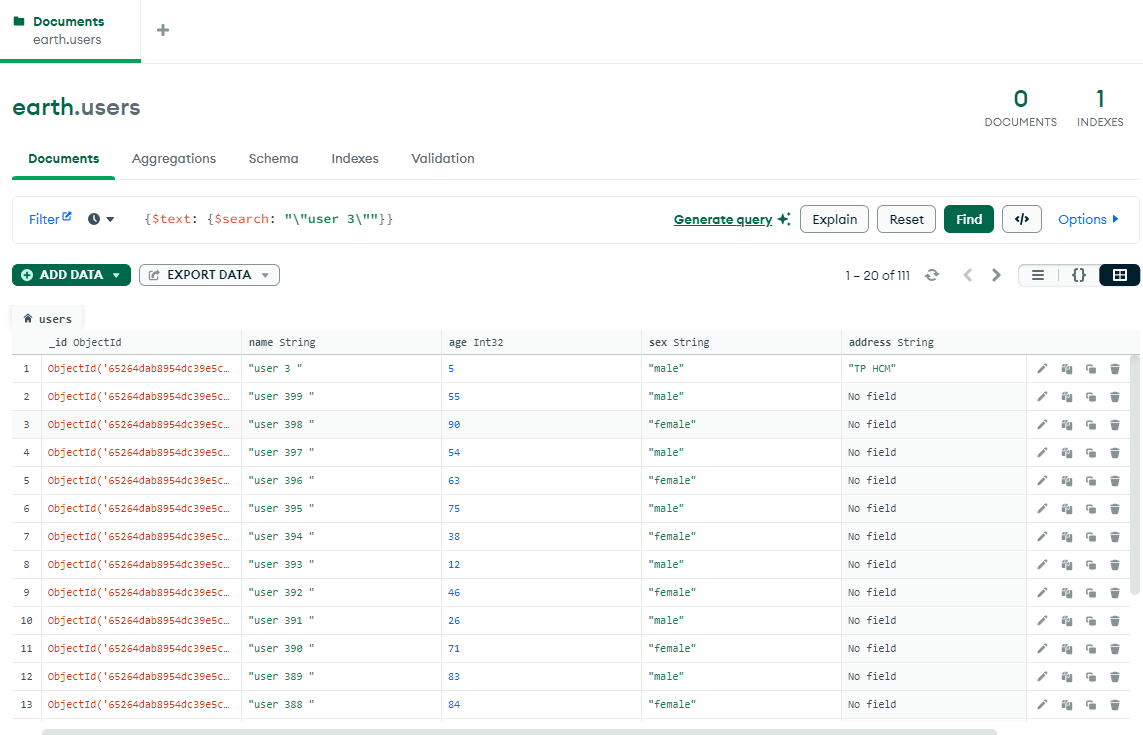 Documents
earth.users
earth.users
0
DOCUMENTS
1
INDEXES
Documents Aggregations Schema Indexes Validation
Filter {$text: {$search: "\"user 3\""}} Generate query Explain Reset Find </> Options
ADD DATA EXPORT DATA 1 – 20 of 111 {}
users
_id ObjectId name String age Int32 sex String address String
1 ObjectId('65264dab8954dc39e5c… "user 3 " 5 "male" "TP HCM"
2 ObjectId('65264dab8954dc39e5c… "user 399 " 55 "male" No field
3 ObjectId('65264dab8954dc39e5c… "user 398 " 90 "female" No field
4 ObjectId('65264dab8954dc39e5c… "user 397 " 54 "male" No field
5 ObjectId('65264dab8954dc39e5c… "user 396 " 63 "female" No field
6 ObjectId('65264dab8954dc39e5c… "user 395 " 75 "male" No field
7 ObjectId('65264dab8954dc39e5c… "user 394 " 38 "female" No field
8 ObjectId('65264dab8954dc39e5c… "user 393 " 12 "male" No field
9 ObjectId('65264dab8954dc39e5c… "user 392 " 46 "female" No field
10 ObjectId('65264dab8954dc39e5c… "user 391 " 26 "male" No field
11 ObjectId('65264dab8954dc39e5c… "user 390 " 71 "female" No field
12 ObjectId('65264dab8954dc39e5c… "user 389 " 83 "male" No field
13 ObjectId('65264dab8954dc39e5c… "user 388 " 84 "female" No field